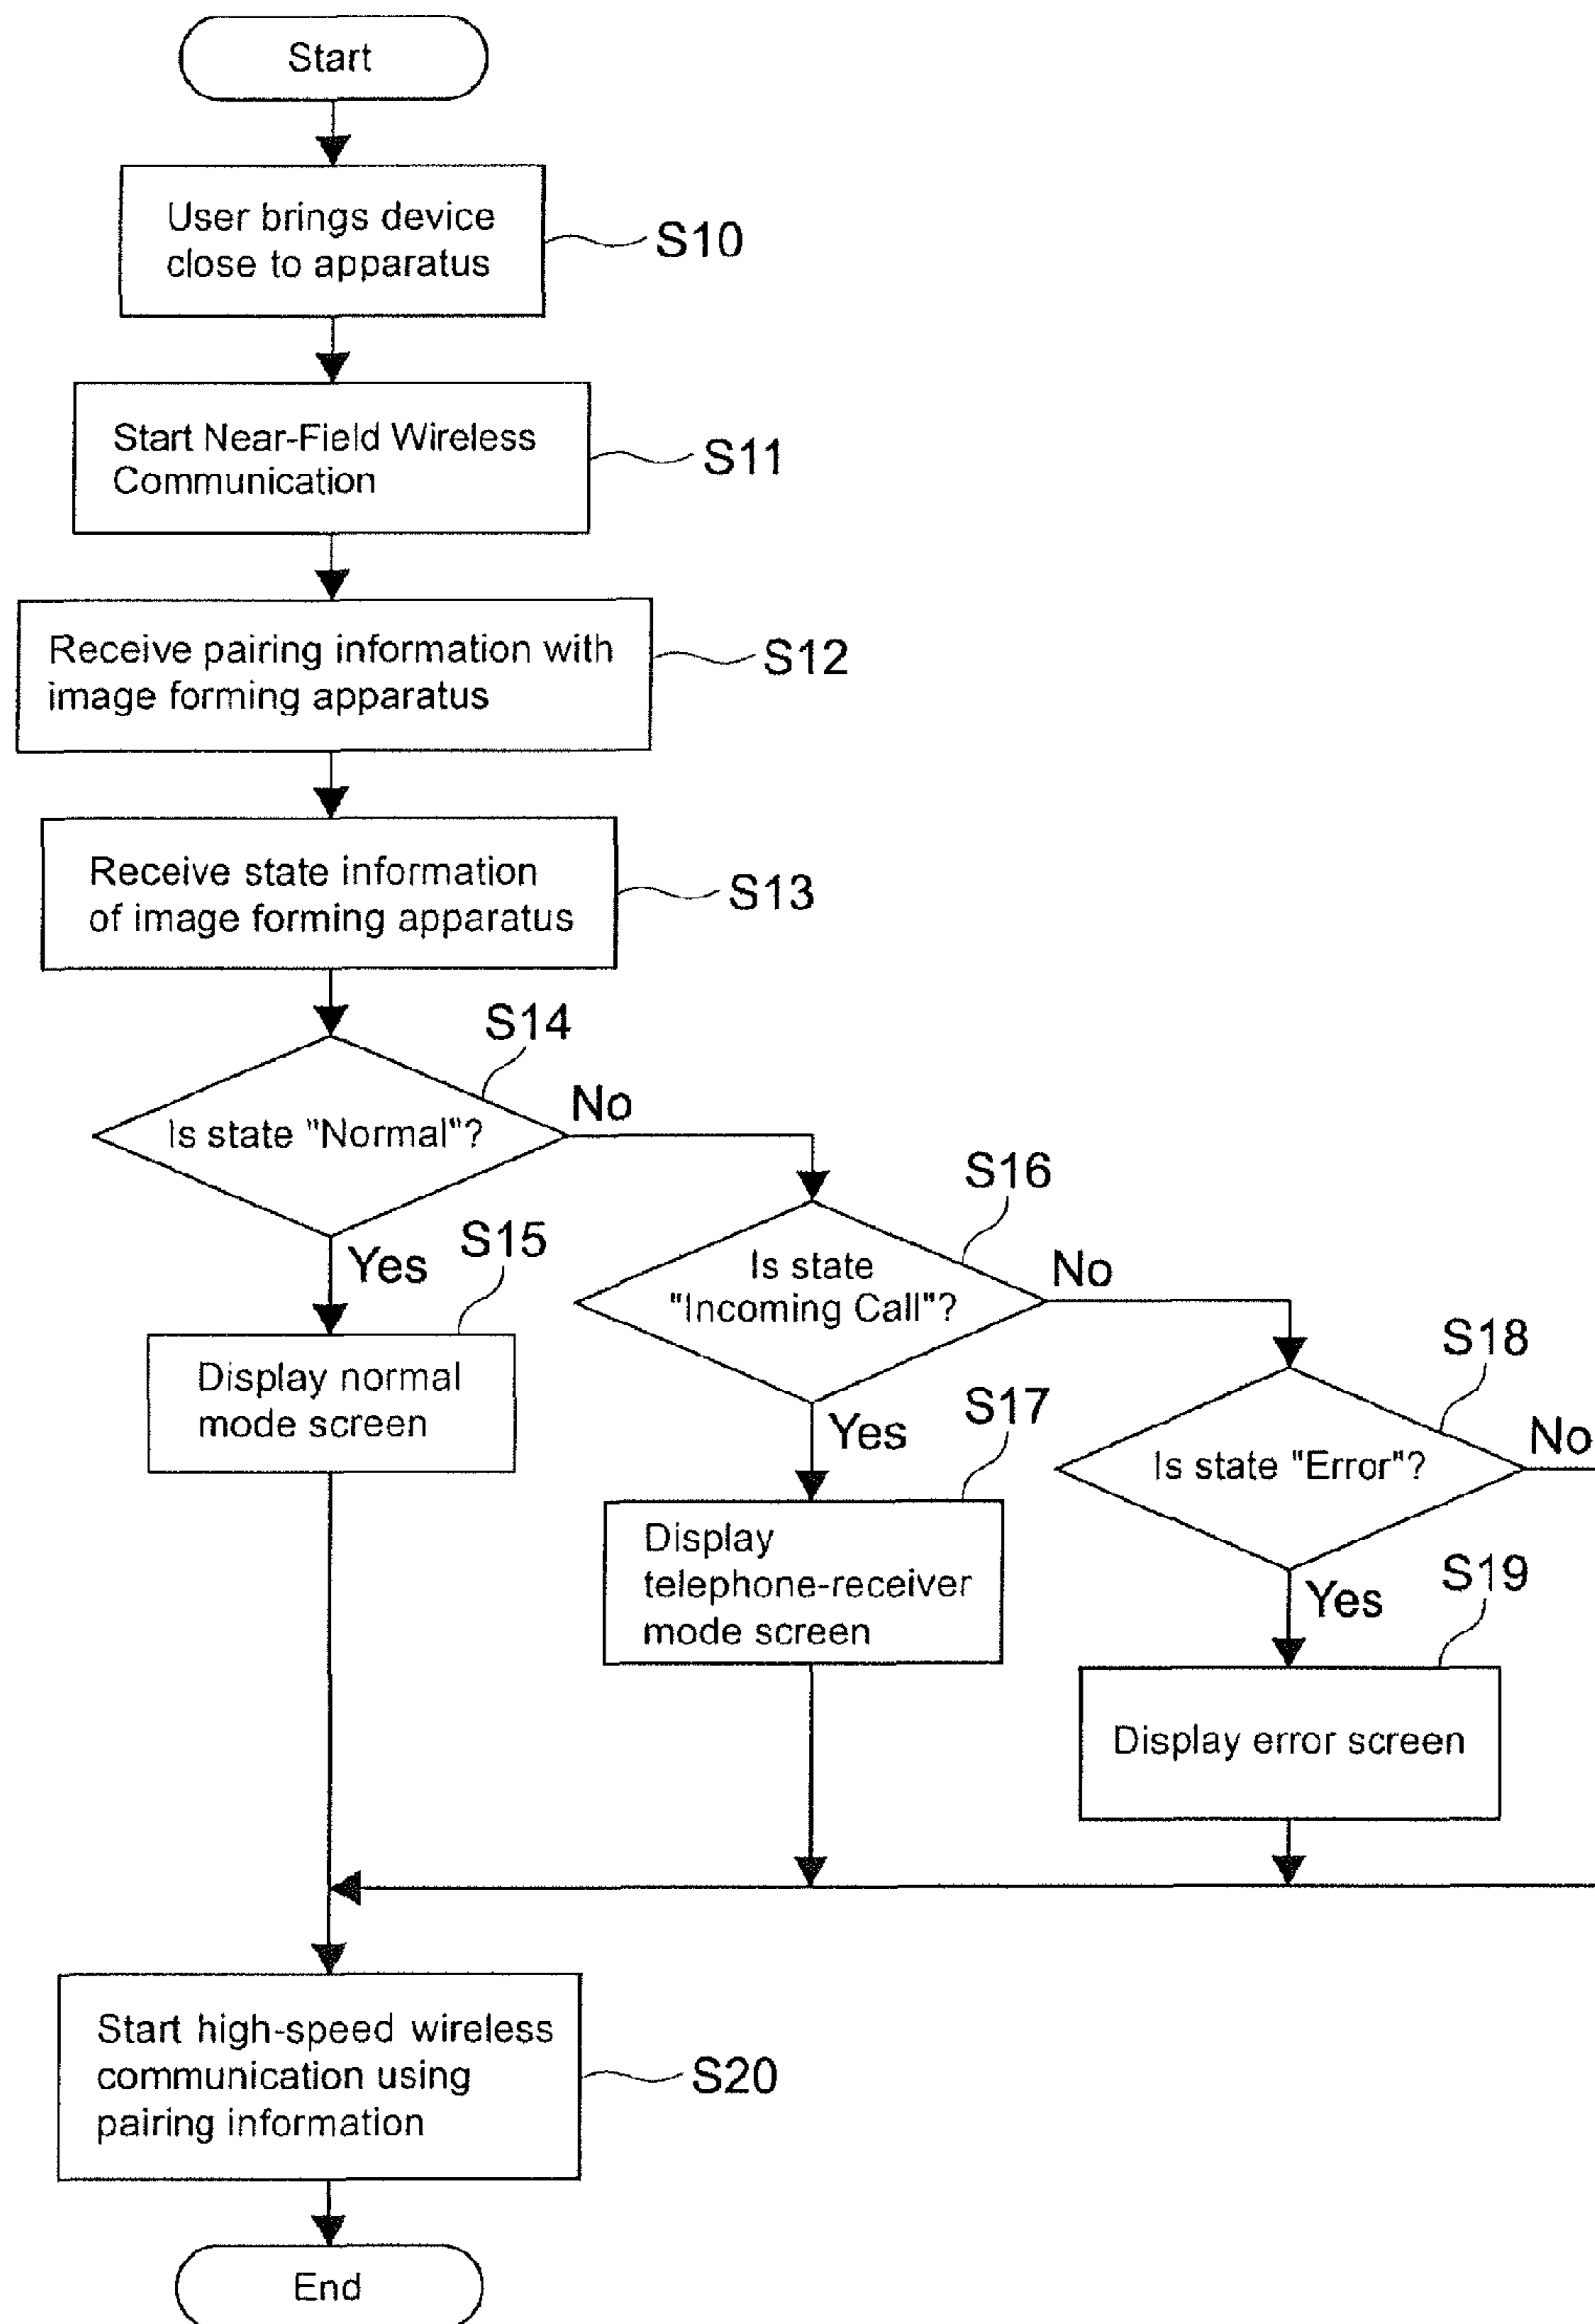 Start
User brings device
close to apparatus
S10
Start Near-Field Wireless
Communication
S11
Receive pairing information with
image forming apparatus
S12
Receive state information
of image forming apparatus
S13
S14
Is state "Normal"?
No
Yes
S15
Display normal
mode screen
S16
Is state
"Incoming Call"?
No
Yes
S17
Display
telephone-receiver
mode screen
S18
Is state "Error"?
No
Yes
S19
Display error screen
Start high-speed wireless
communication using
pairing information
S20
End